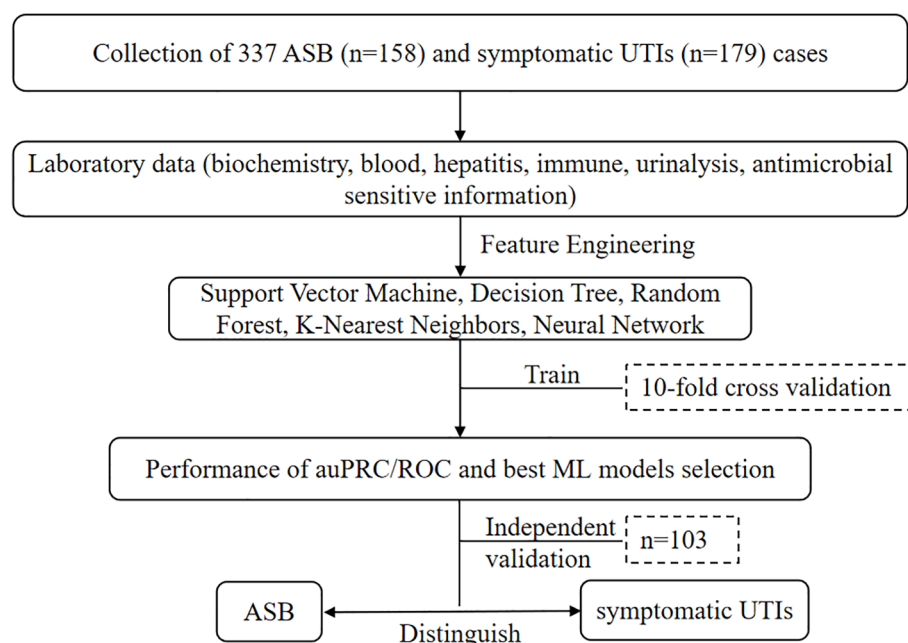 Collection of 337 ASB (n=158) and symptomatic UTIs (n=179) cases
Laboratory data (biochemistry, blood, hepatitis, immune, urinalysis, antimicrobial
sensitive information)
Feature Engineering
Support Vector Machine, Decision Tree, Random
Forest, K-Nearest Neighbors, Neural Network
Train
10-fold cross validation
Performance of auPRC/ROC and best ML models selection
Independent
validation
n=103
ASB
symptomatic UTIs
Distinguish